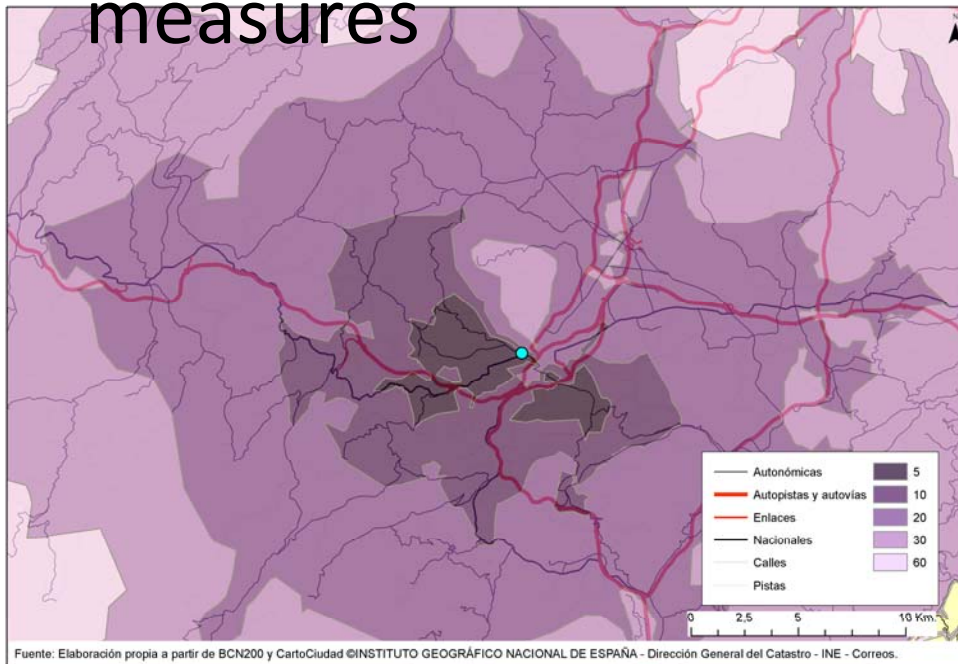 measures
N
Autonómicas
Autopistas y autovías
Enlaces
Nacionales
Calles
Pistas
5
10
20
30
60
0 2,5 5 10 Km.
Fuente: Elaboración propia a partir de BCN200 y CartoCiudad ©INSTITUTO GEOGRÁFICO NACIONAL DE ESPAÑA - Dirección General del Catastro - INE - Correos.